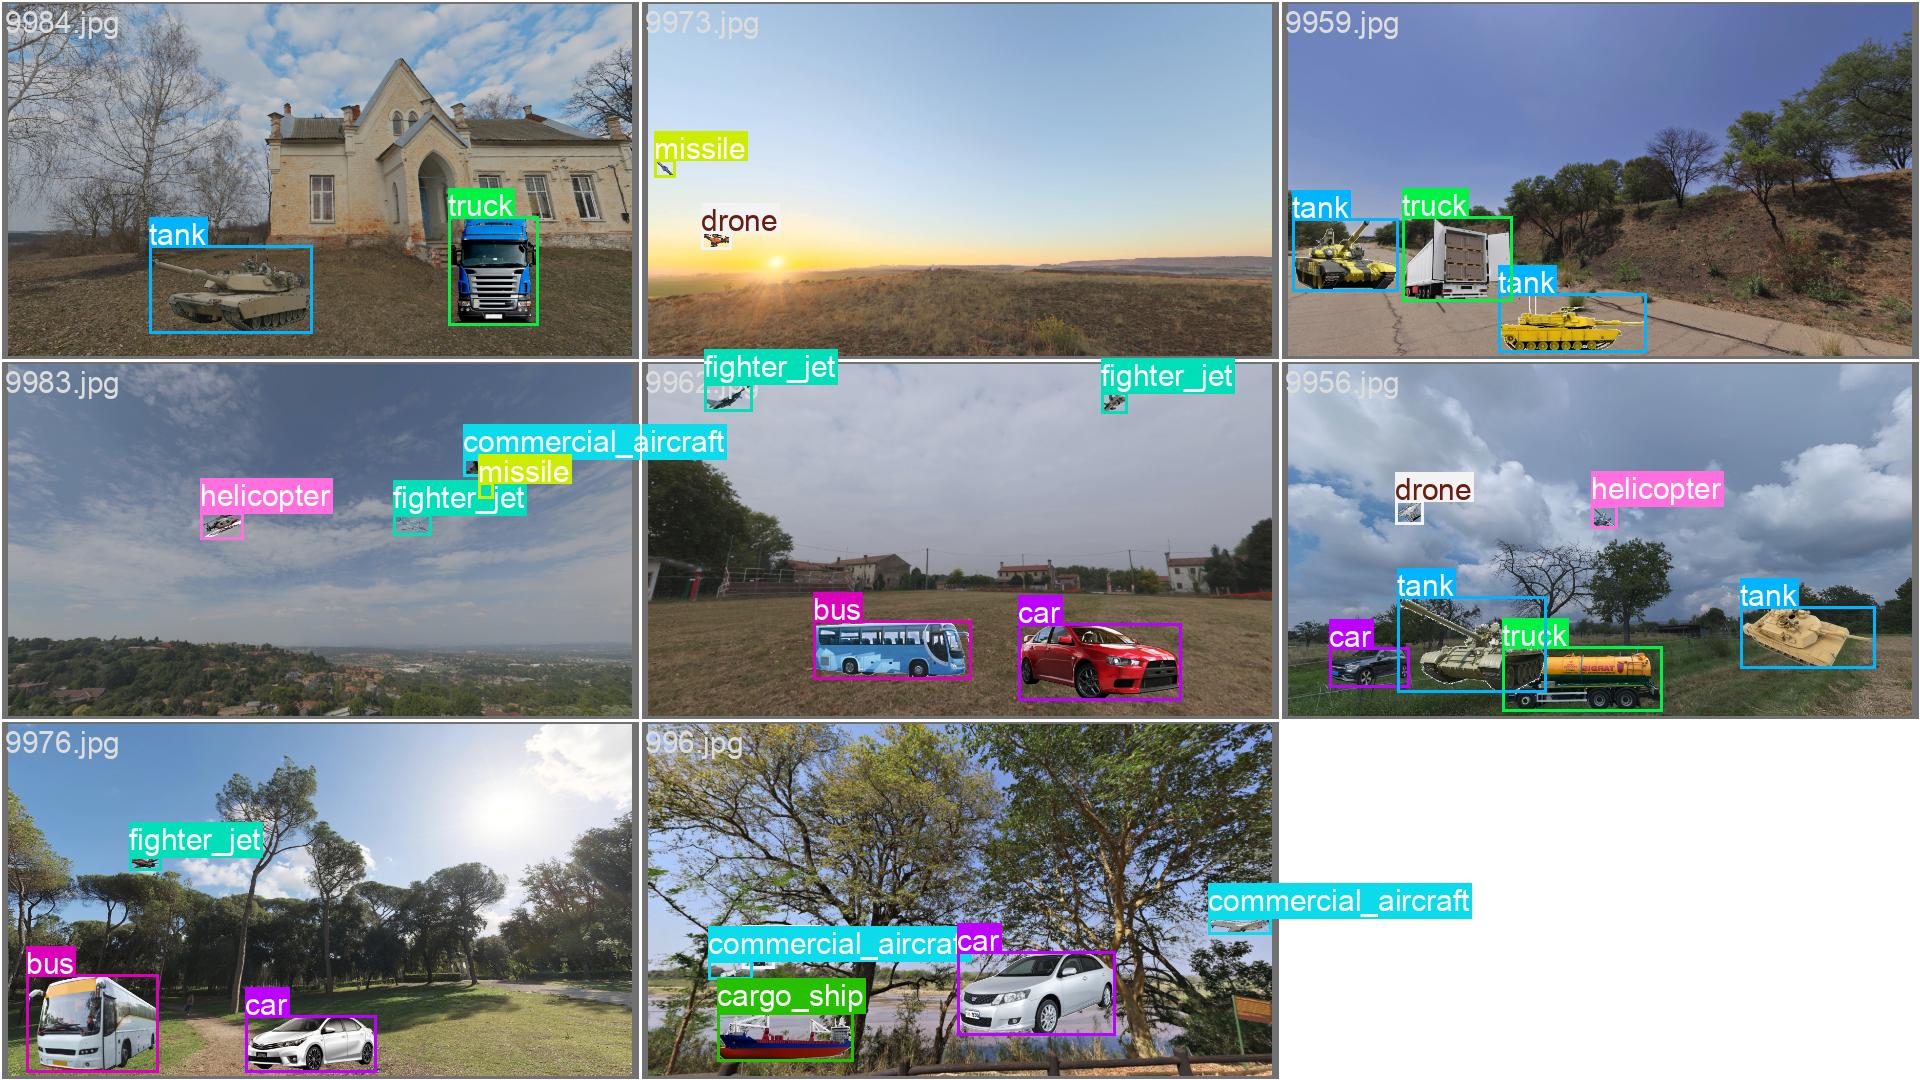 9984.jpg
tank
truck
9973.jpg
missile
drone
9959.jpg
tank
truck
tank
9983.jpg
helicopter
fighter_jet
commercial_aircraft
missile
fighter_jet
fighter_jet
bus
car
9956.jpg
drone
helicopter
car
tank
truck
BIGRAT
tank
9976.jpg
fighter_jet
bus
car
996.jpg
commercial_aircraf
cargo_ship
car
commercial_aircraft